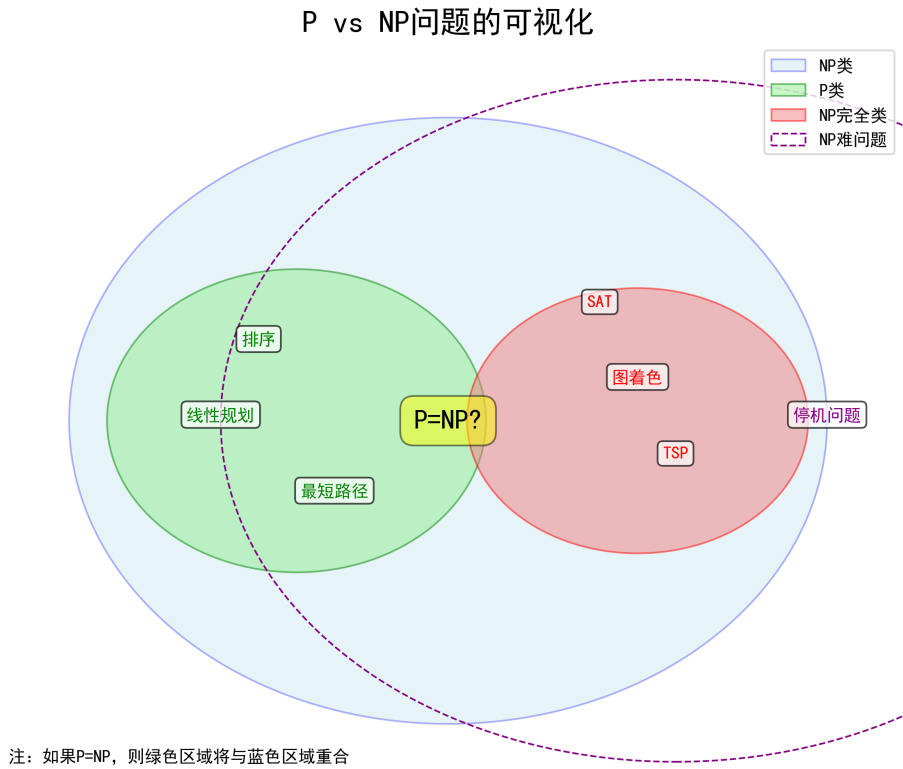 P vs NP问题的可视化
NP类
P类
NP完全类
NP难问题
SAT
排序
图着色
线性规划
P=NP?
停机问题
TSP
最短路径
注：如果P=NP，则绿色区域将与蓝色区域重合